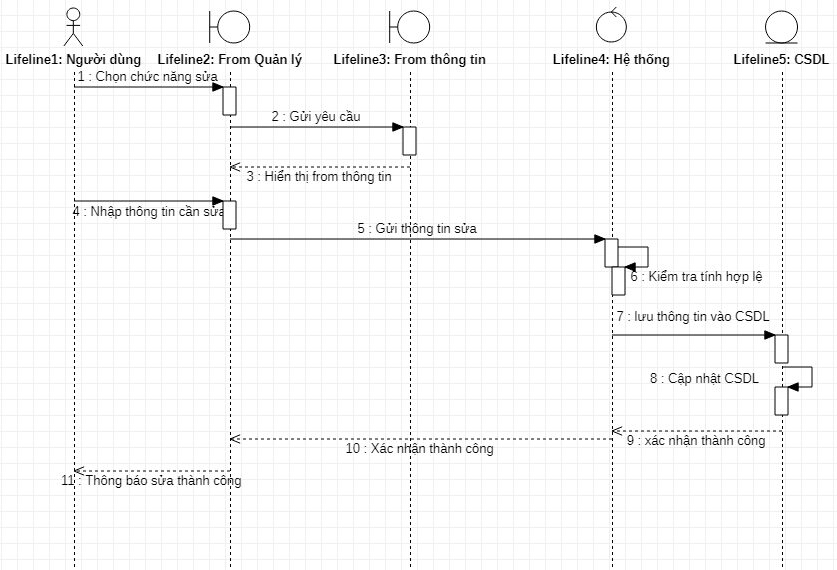 Lifeline1: Người dùng
Lifeline2: From Quản lý
Lifeline3: From thông tin
Lifeline4: Hệ thống
Lifeline5: CSDL
1 : Chọn chức năng sửa
2 : Gửi yêu cầu
3 : Hiển thị from thông tin
4 : Nhập thông tin cần sửa
5 : Gửi thông tin sửa
6 : Kiểm tra tính hợp lệ
7 : lưu thông tin vào CSDL
8 : Cập nhật CSDL
9 : xác nhận thành công
10 : Xác nhận thành công
11 : Thông báo sửa thành công